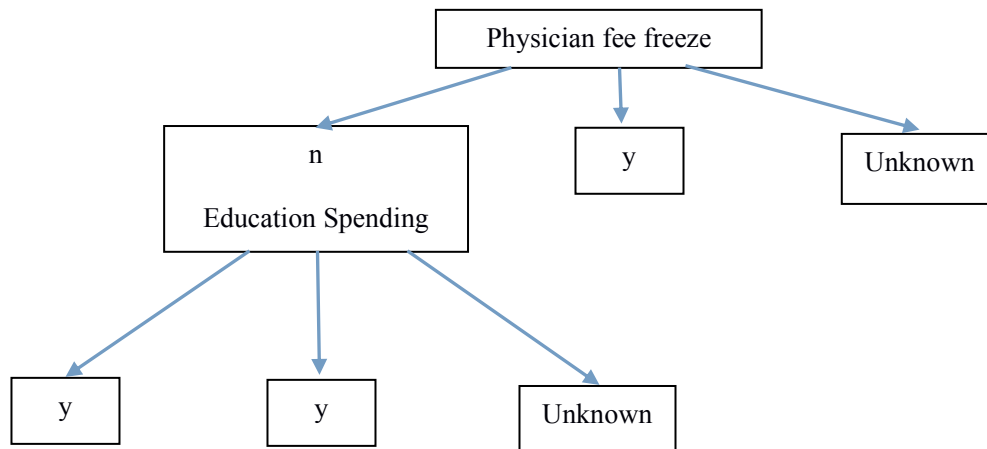 Physician fee freeze
n
Education Spending
y
Unknown
y
y
Unknown